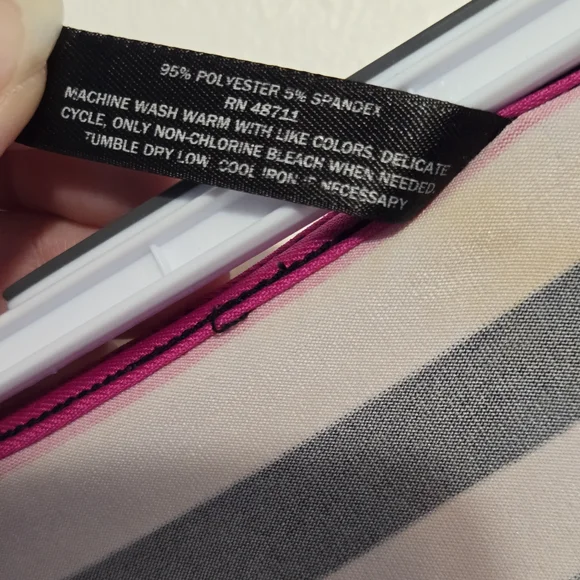 95% POLYESTER 5% SPANDEX
RN 48711
MACHINE WASH WARM WITH LIKE COLORS, DELICATE
CYCLE, ONLY NON-CHLORINE BLEACH WHEN NEEDED.
TUMBLE DRY LOW, COOL IRON IF NECESSARY